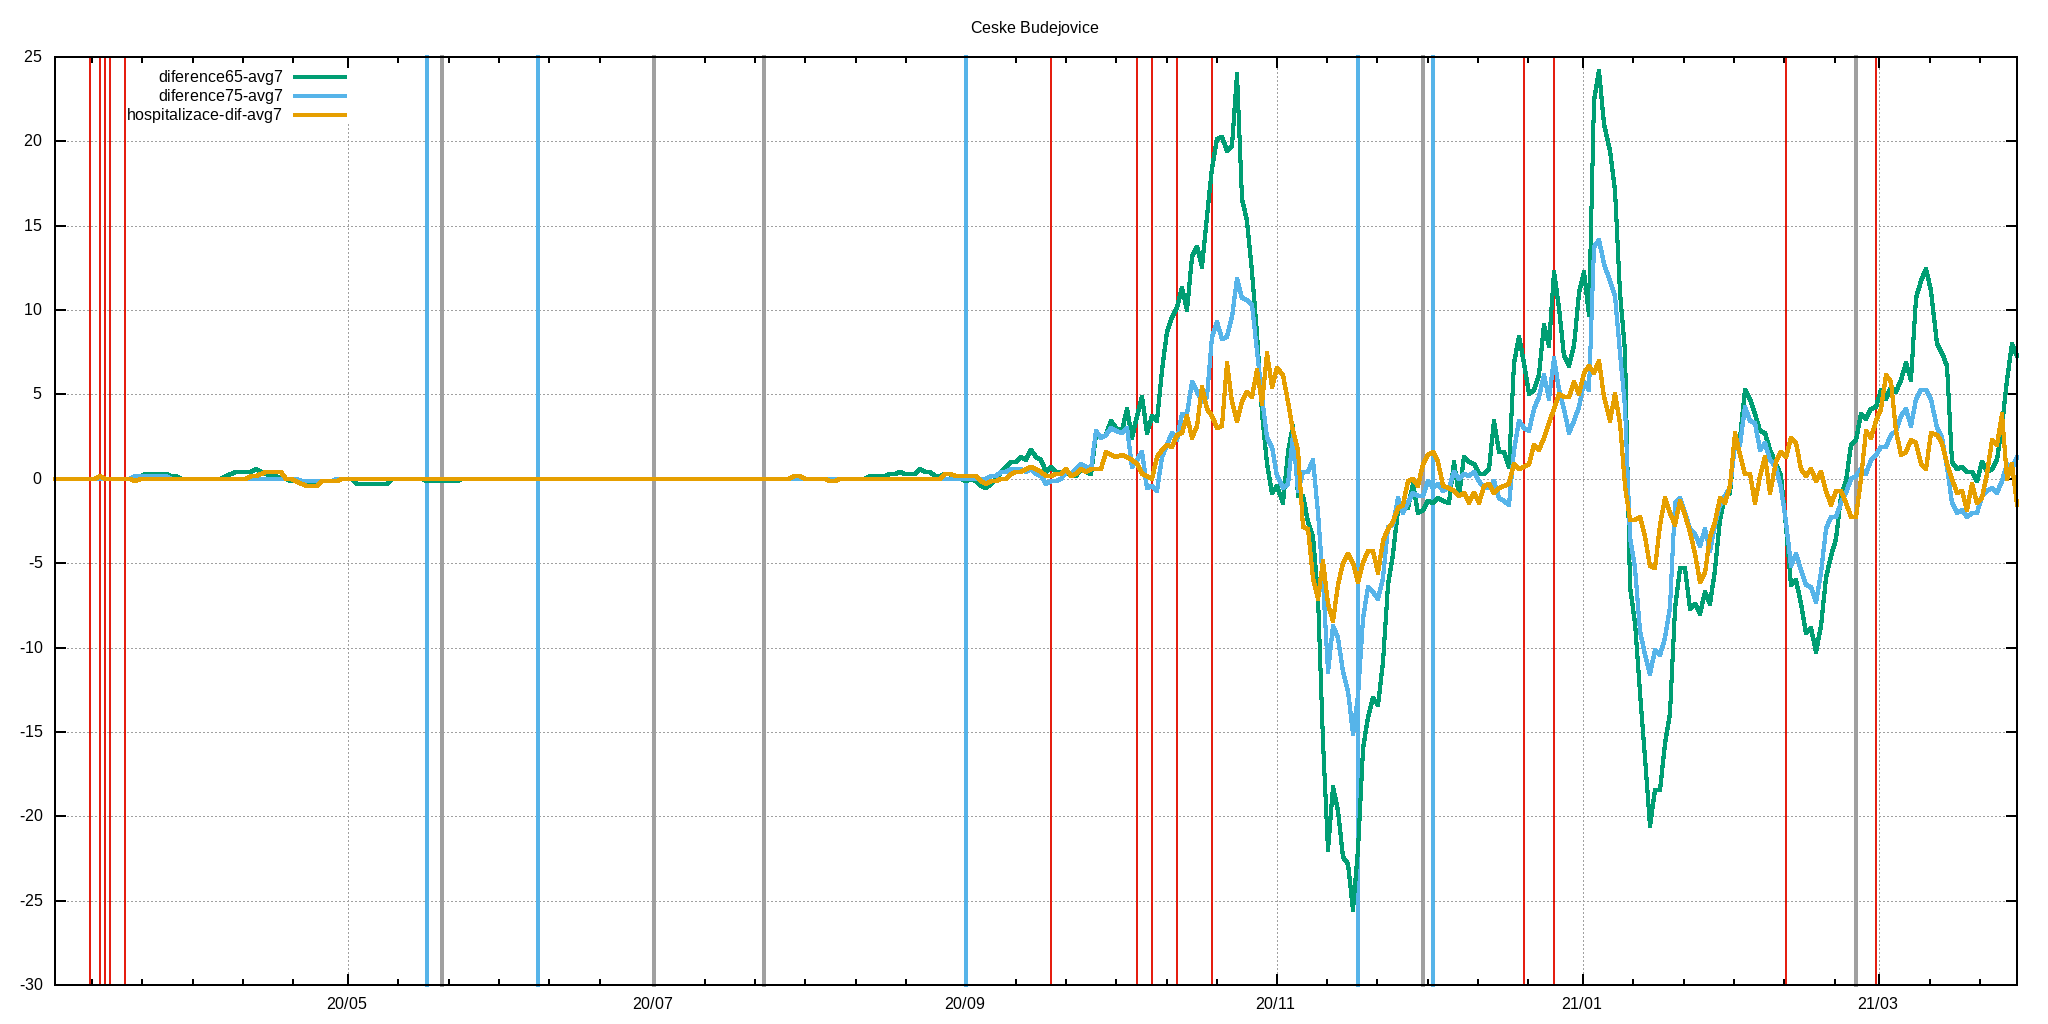 Ceske Budejovice
diference65-avg7
diference75-avg7
hospitalizace-dif-avg7
25
20
15
10
5
0
-5
-10
-15
-20
-25
-30
20/05 20/07 20/09 20/11 21/01 21/03